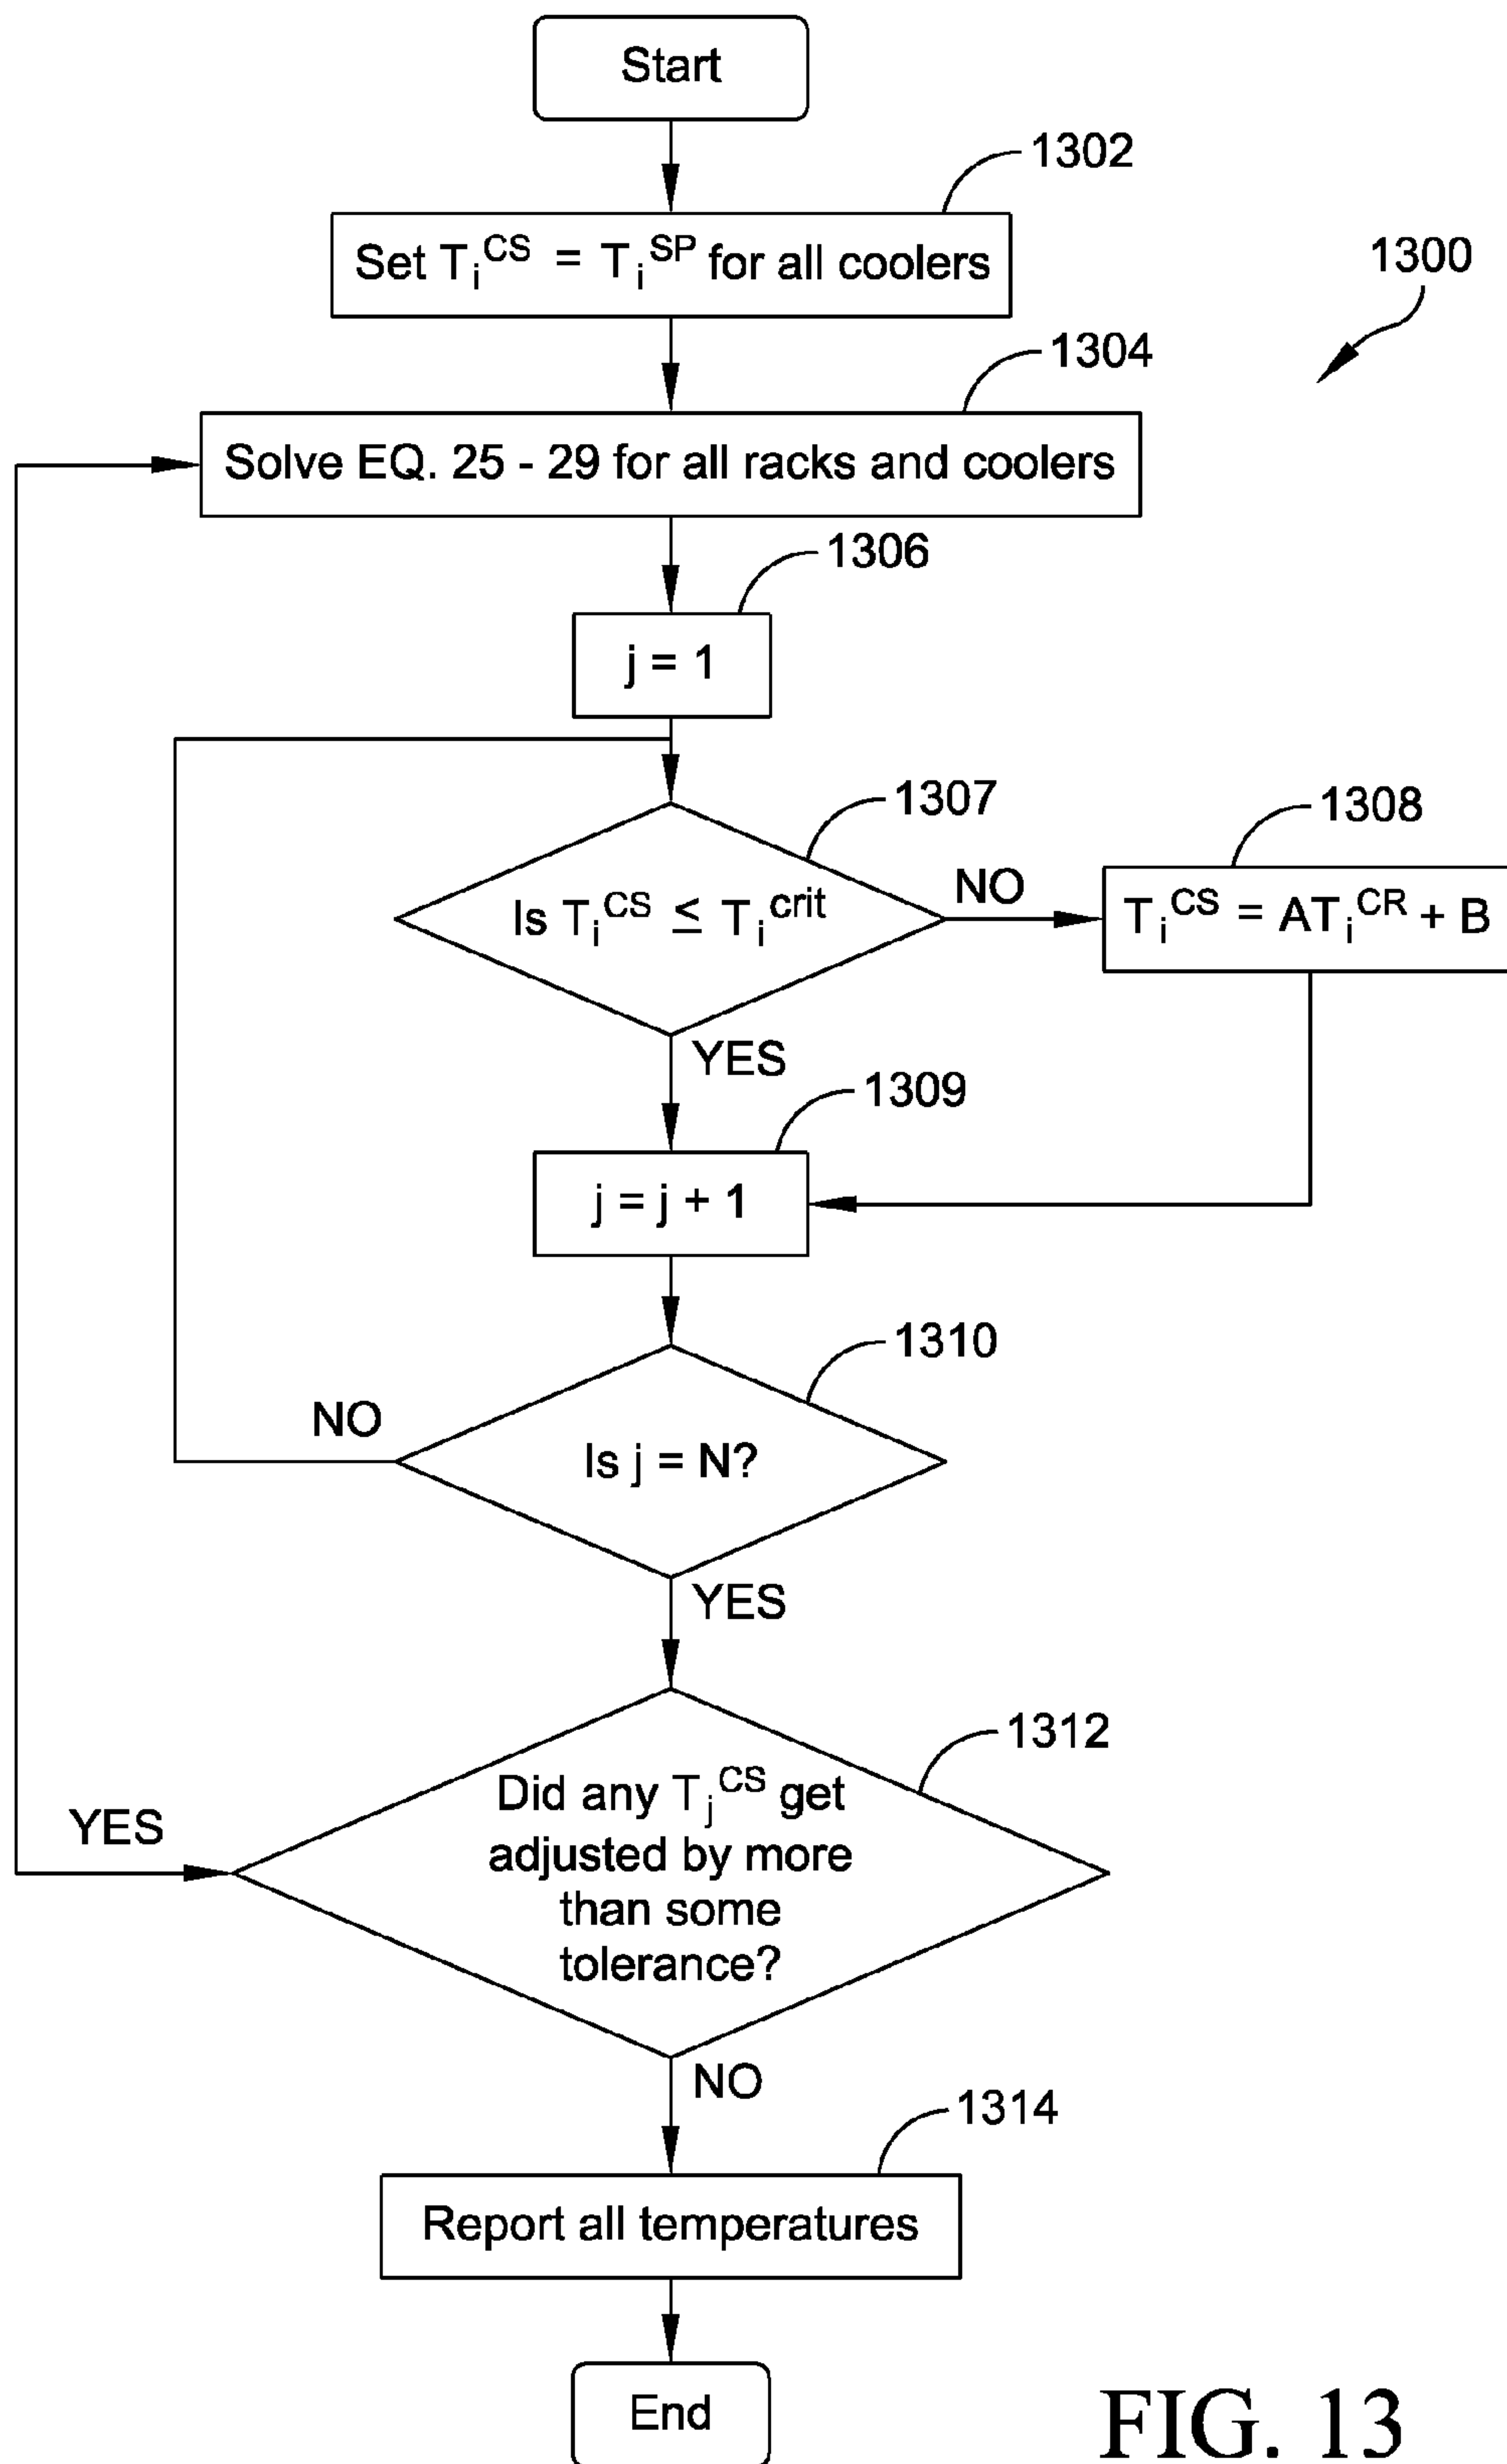 Start
1302
Set T_i^CS = T_i^SP for all coolers
1300
1304
Solve EQ. 25 - 29 for all racks and coolers
1306
j = 1
1307
Is T_i^CS ≤ T_i^crit
NO
1308
T_i^CS = AT_i^CR + B
YES
1309
j = j + 1
1310
NO
Is j = N?
YES
1312
Did any T_j^CS get
adjusted by more
than some
tolerance?
YES
NO
1314
Report all temperatures
End
FIG. 13